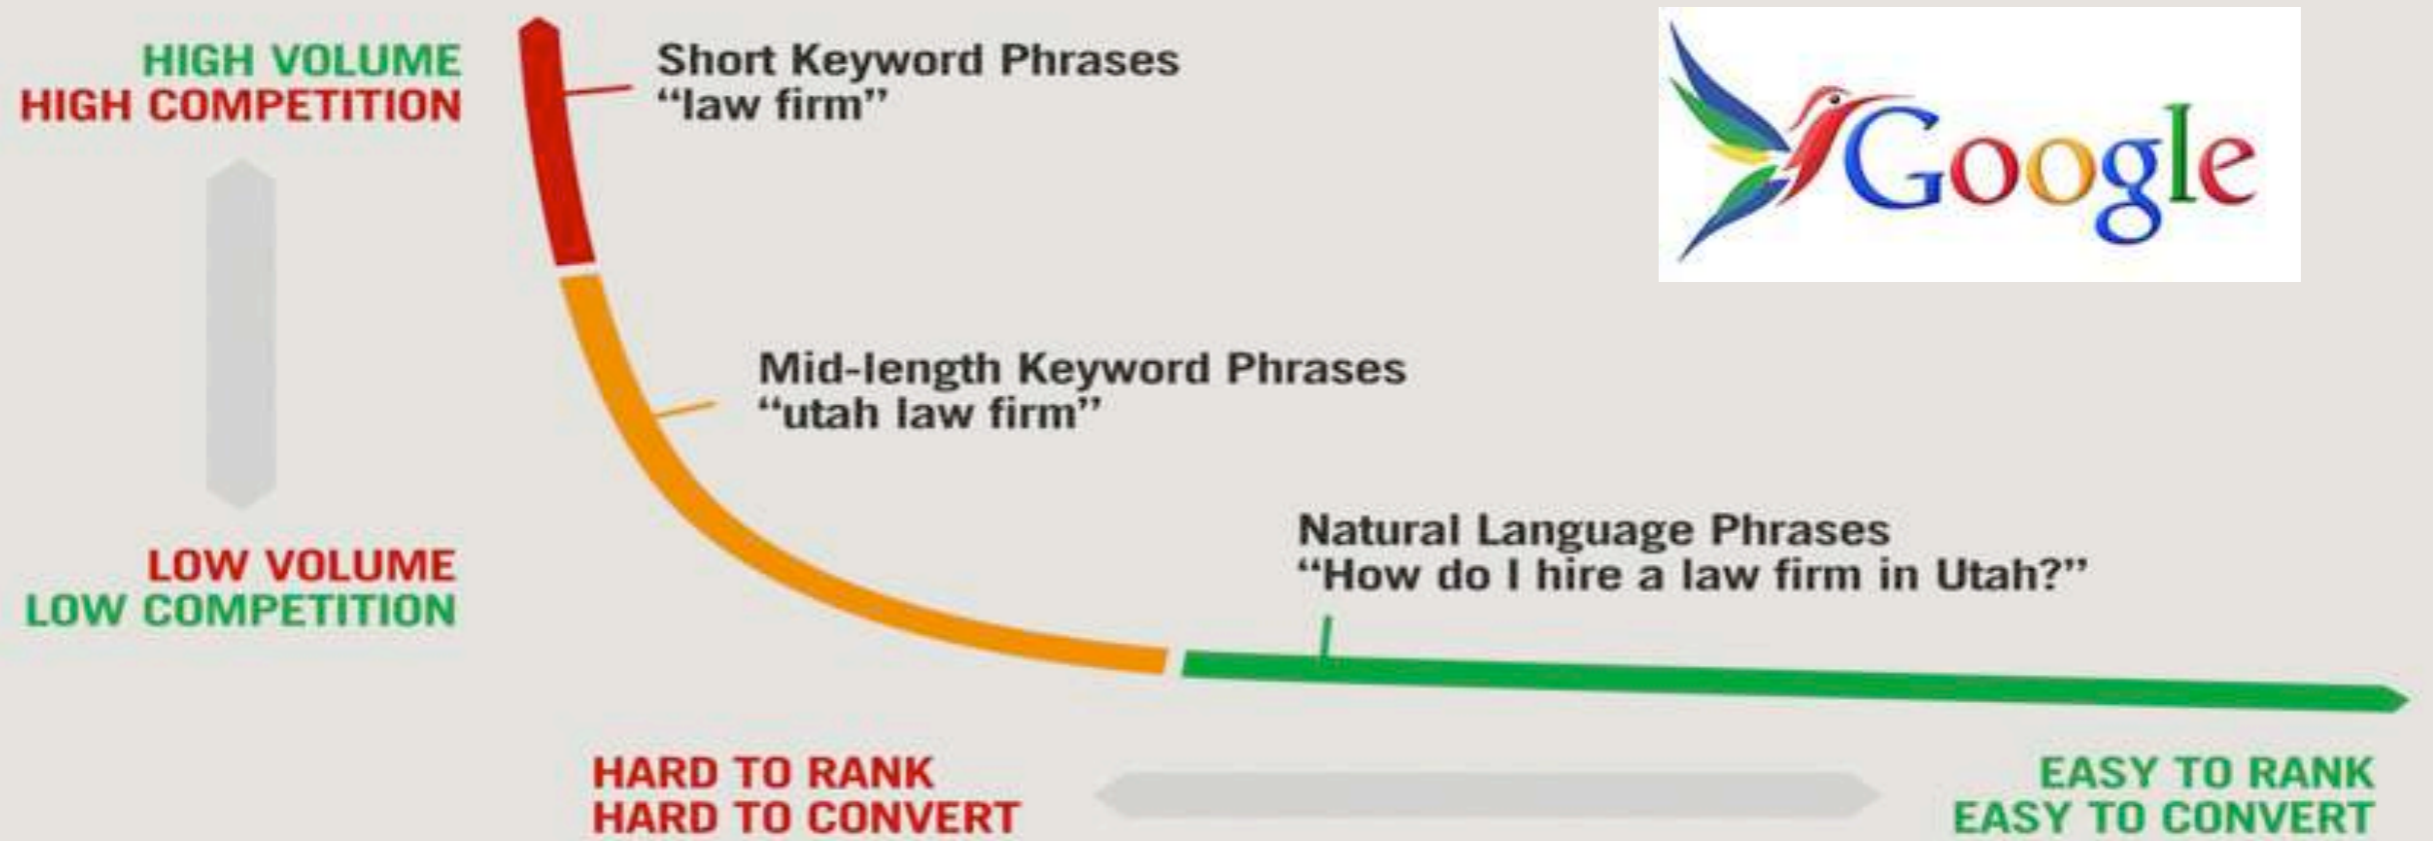 HIGH VOLUME
HIGH COMPETITION
Short Keyword Phrases
“law firm”
Google
Mid-length Keyword Phrases
“utah law firm”
LOW VOLUME
LOW COMPETITION
Natural Language Phrases
“How do I hire a law firm in Utah?”
HARD TO RANK
HARD TO CONVERT
EASY TO RANK
EASY TO CONVERT